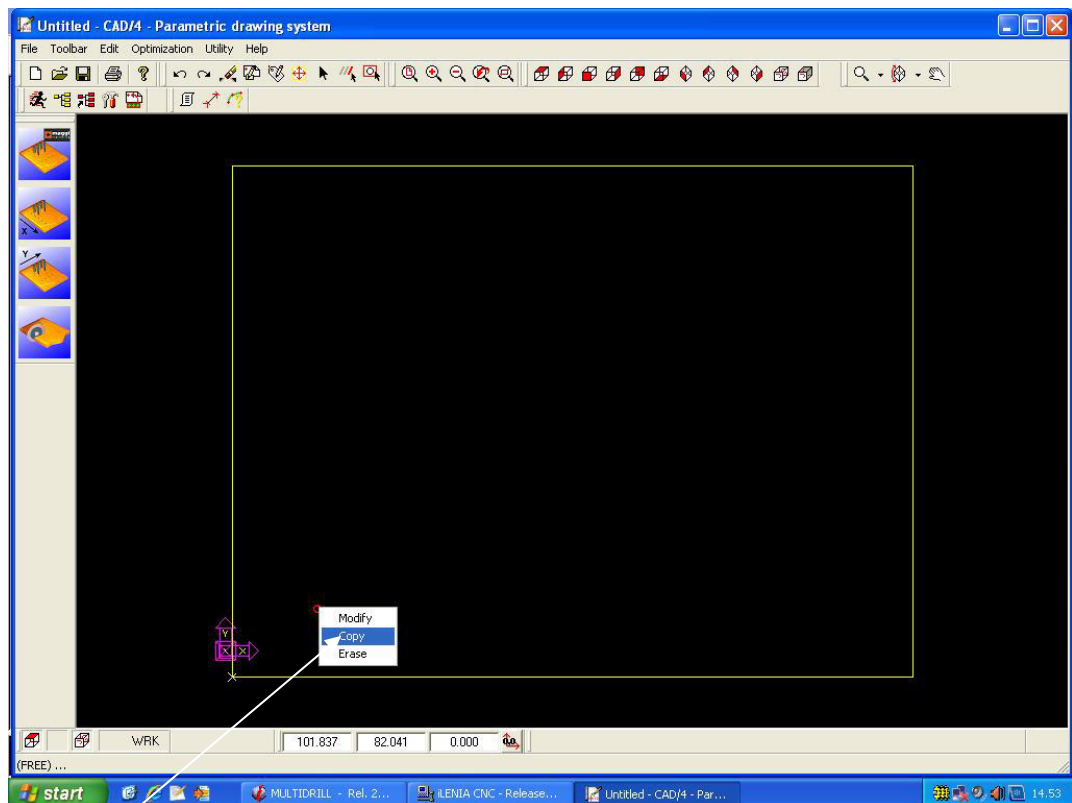 Untitled - CAD/4 - Parametric drawing system
File Toolbar Edit Optimization Utility Help
maggi
X
Y
Modify
Copy
Erase
Y
X X
WRK 101.837 82.041 0.000
(FREE) ...
start MULTIDRILL - Rel. 2... iLENIA CNC - Release... Untitled - CAD/4 - Par... 14.53